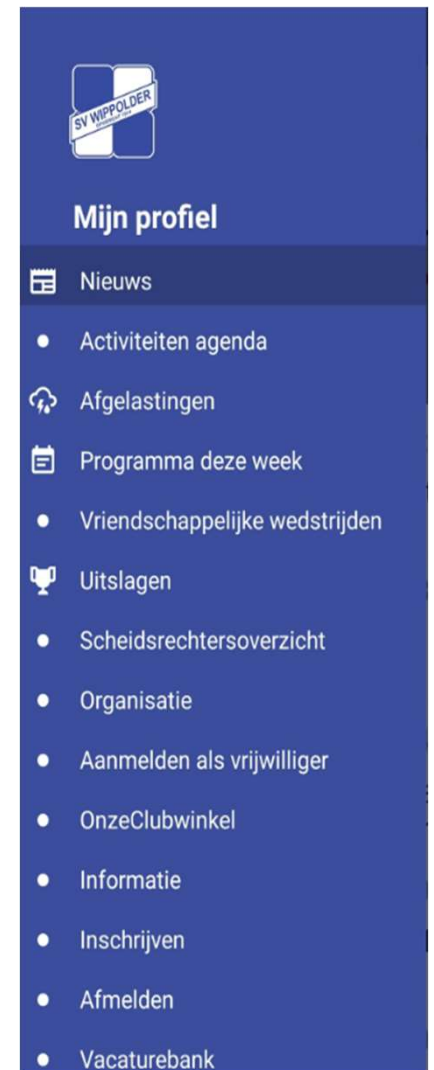 SV WIPPOLDER
Mijn profiel
Nieuws
Activiteiten agenda
Afgelastingen
Programma deze week
Vriendschappelijke wedstrijden
Uitslagen
Scheidsrechtersoverzicht
Organisatie
Aanmelden als vrijwilliger
OnzeClubwinkel
Informatie
Inschrijven
Afmelden
Vacaturebank